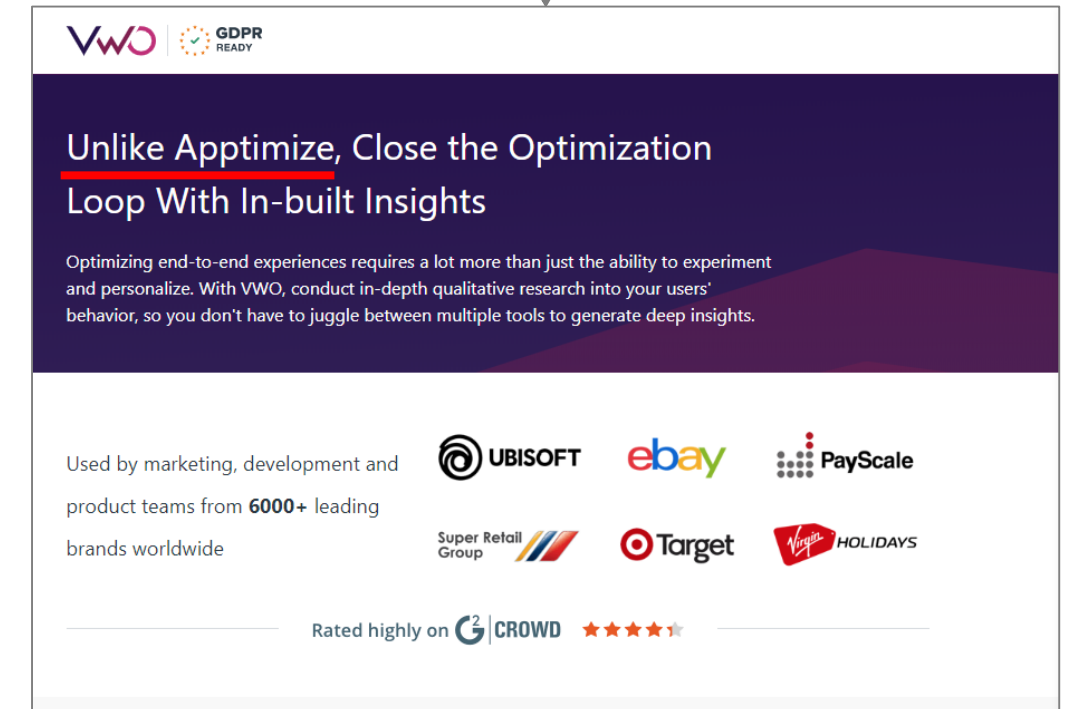 VWO GDPR
READY
Unlike Apptimize, Close the Optimization
Loop With In-built Insights
Optimizing end-to-end experiences requires a lot more than just the ability to experiment
and personalize. With VWO, conduct in-depth qualitative research into your users'
behavior, so you don't have to juggle between multiple tools to generate deep insights.
Used by marketing, development and
product teams from 6000+ leading
brands worldwide
UBISOFT ebay PayScale
Super Retail
Group
Target Virgin HOLIDAYS
Rated highly on G2 CROWD